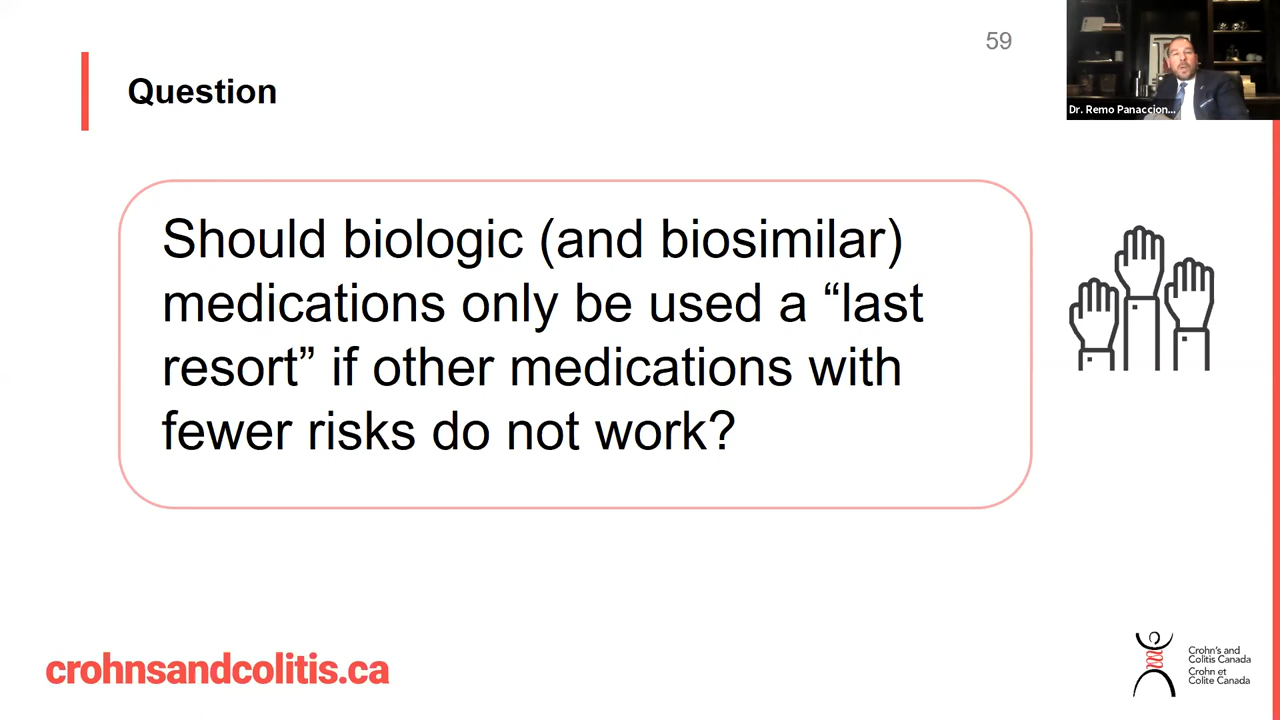 59
Dr. Remo Panaccion...
Question
Should biologic (and biosimilar)
medications only be used a “last
resort” if other medications with
fewer risks do not work?
crohnsandcolitis.ca
Crohn's and
Colitis Canada
Crohn et
Colite Canada